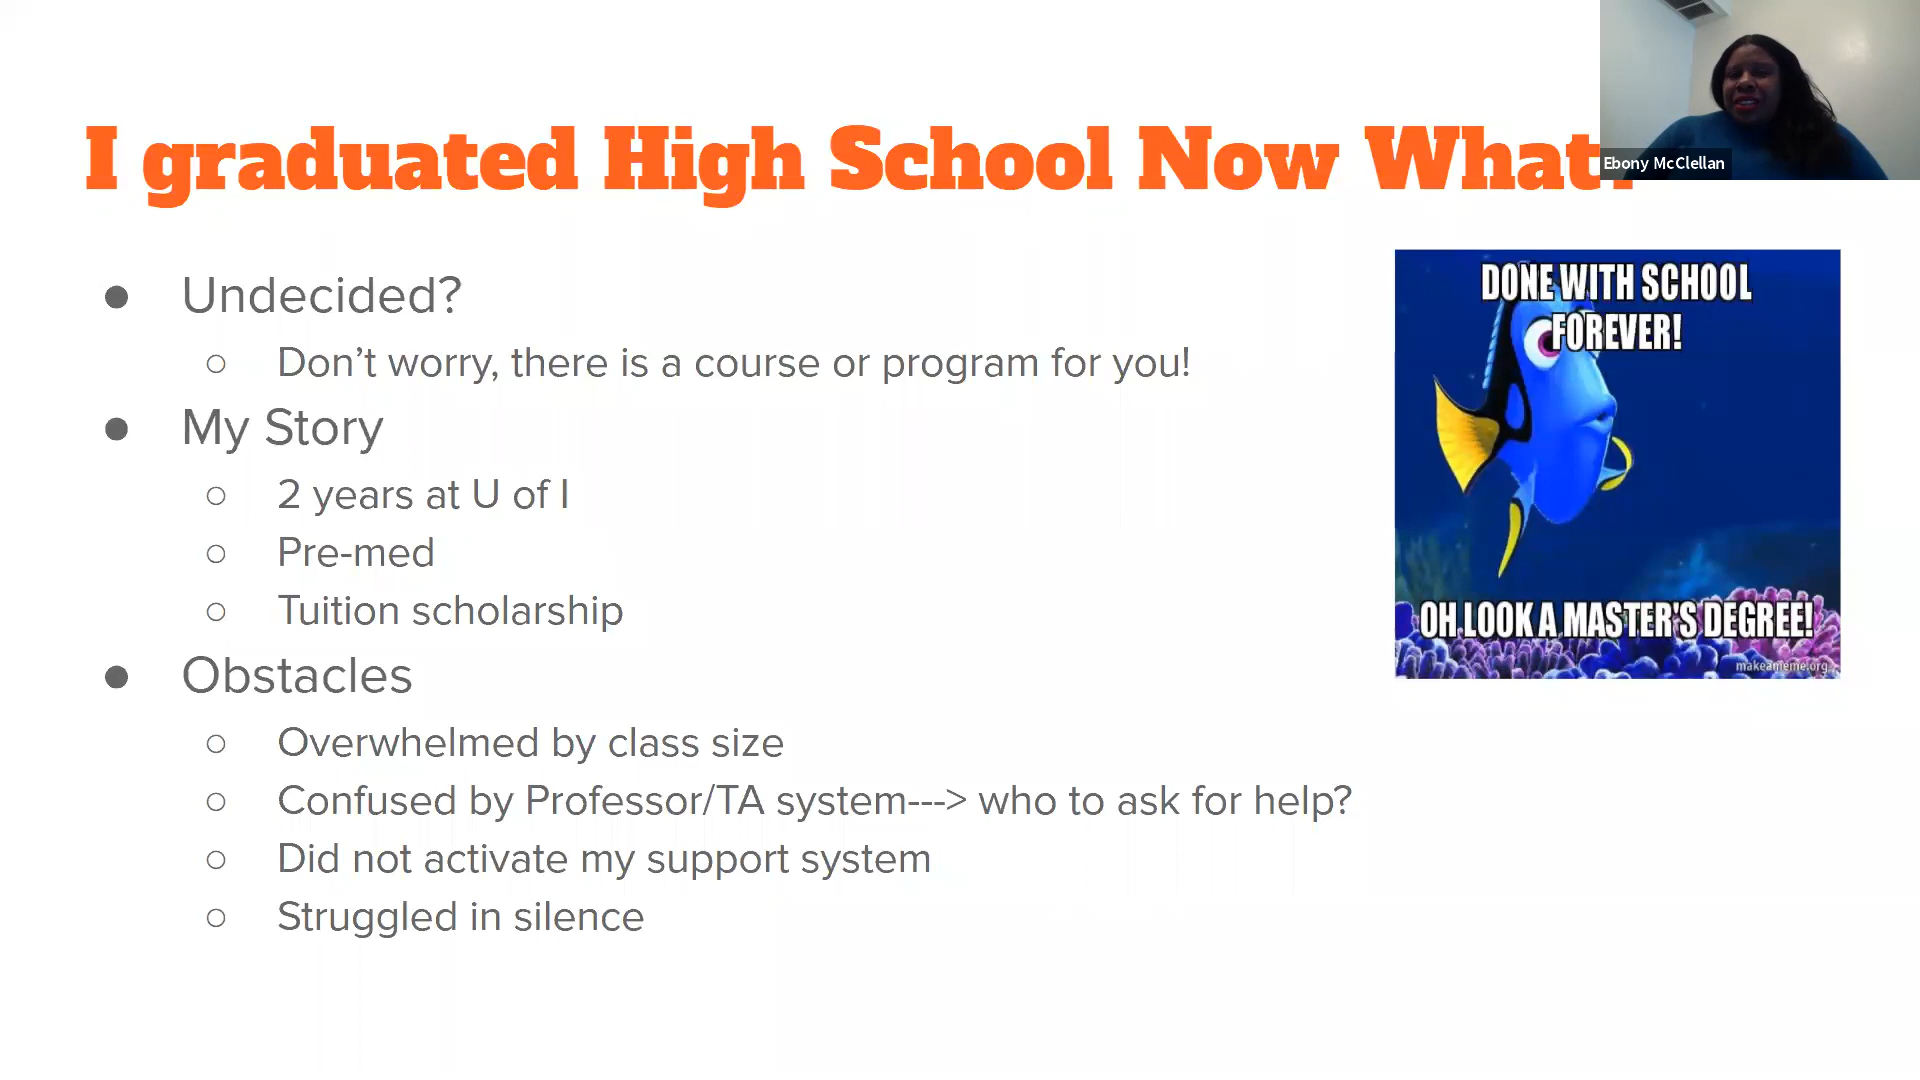 I graduated High School Now What?
Ebony McClellan
● Undecided?
○ Don’t worry, there is a course or program for you!
● My Story
○ 2 years at U of I
○ Pre-med
○ Tuition scholarship
● Obstacles
○ Overwhelmed by class size
○ Confused by Professor/TA system---> who to ask for help?
○ Did not activate my support system
○ Struggled in silence
DONE WITH SCHOOL
FOREVER!
OH LOOK A MASTER'S DEGREE!
makeameme.org